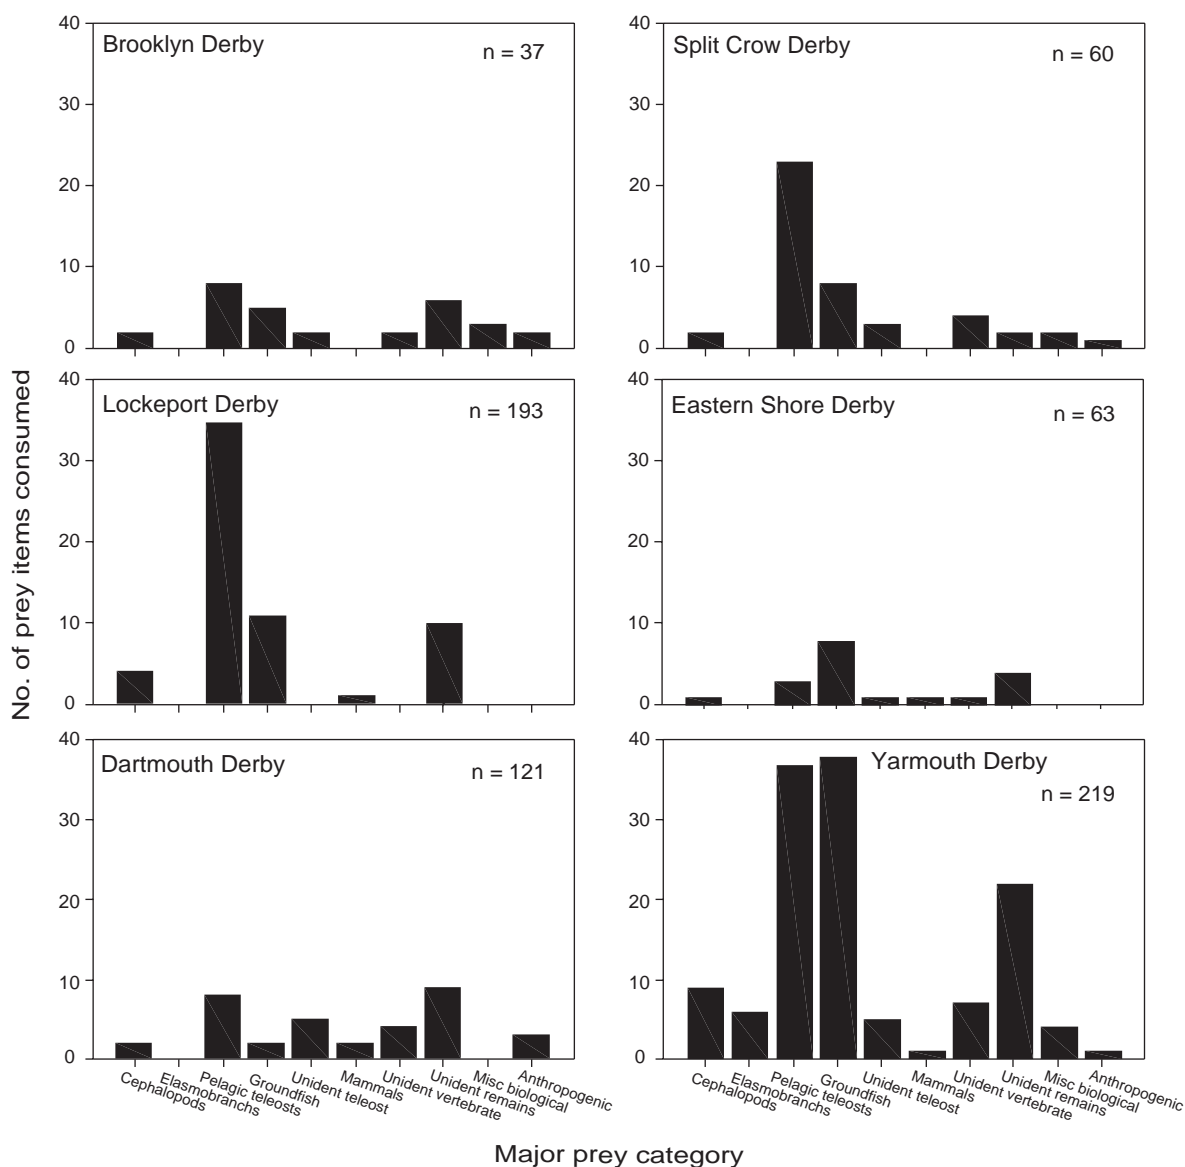 No. of prey items consumed
Brooklyn Derby
n = 37
40
30
20
10
0
Split Crow Derby
n = 60
40
30
20
10
0
Lockeport Derby
n = 193
40
30
20
10
0
Eastern Shore Derby
n = 63
40
30
20
10
0
Dartmouth Derby
n = 121
40
30
20
10
0
Cephalopods
Elasmobranchs
Pelagic teleosts
Groundfish
Unident teleost
Mammals
Unident vertebrate
Unident remains
Misc biological
Anthropogenic
Yarmouth Derby
n = 219
40
30
20
10
0
Cephalopods
Elasmobranchs
Pelagic teleosts
Groundfish
Unident teleost
Mammals
Unident vertebrate
Unident remains
Misc biological
Anthropogenic
Major prey category